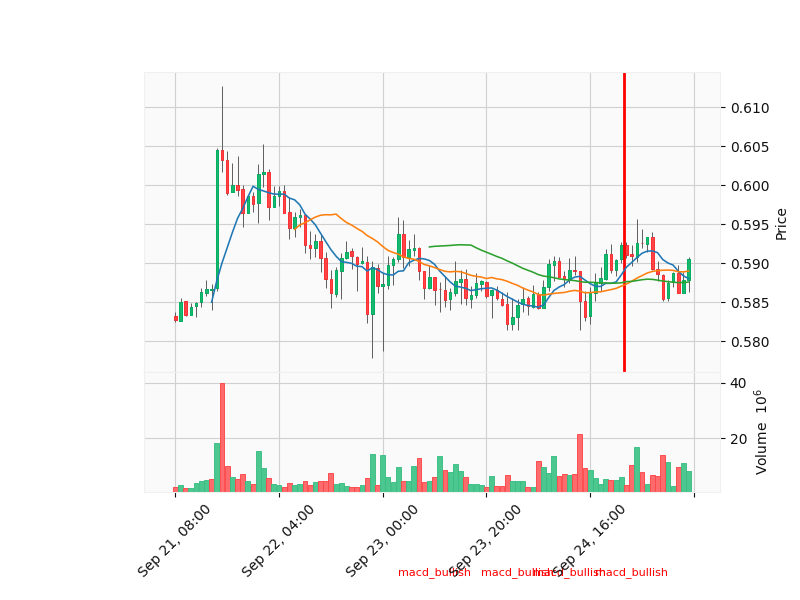 0.610
0.605
0.600
0.595
0.590
0.585
0.580
Price
40
20
Volume 10^6
Sep 21, 08:00
Sep 22, 04:00
Sep 23, 00:00
Sep 23, 20:00
Sep 24, 16:00
macd_bullish
macd_bullish
macd_bullish
macd_bullish